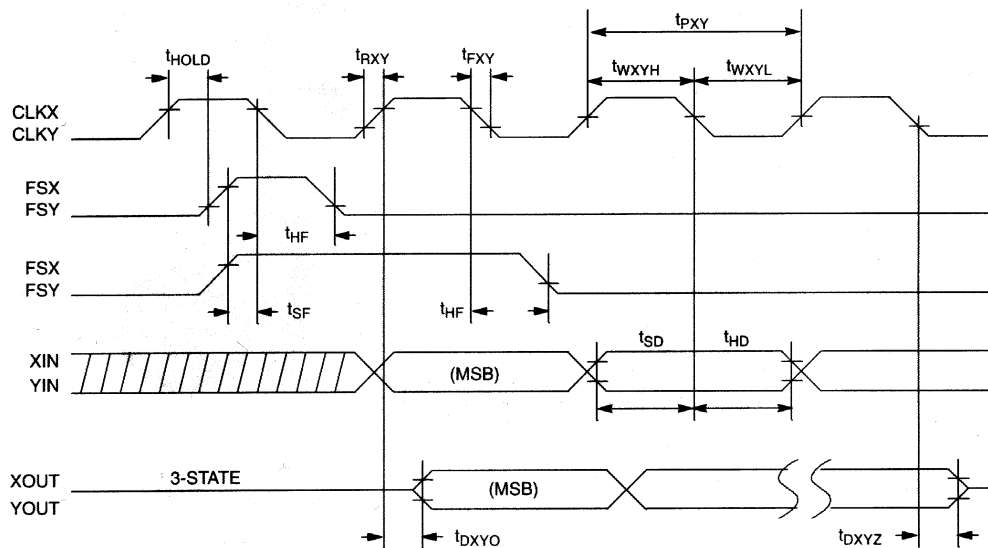 tPXY
tHOLD
tRXY
tFXY
tWXYH
tWXYL
CLKX
CLKY
FSX
FSY
tHF
FSX
FSY
tSF
tHF
tSD
tHD
XIN
YIN
(MSB)
XOUT
YOUT
3-STATE
(MSB)
tDXYO
tDXYZ